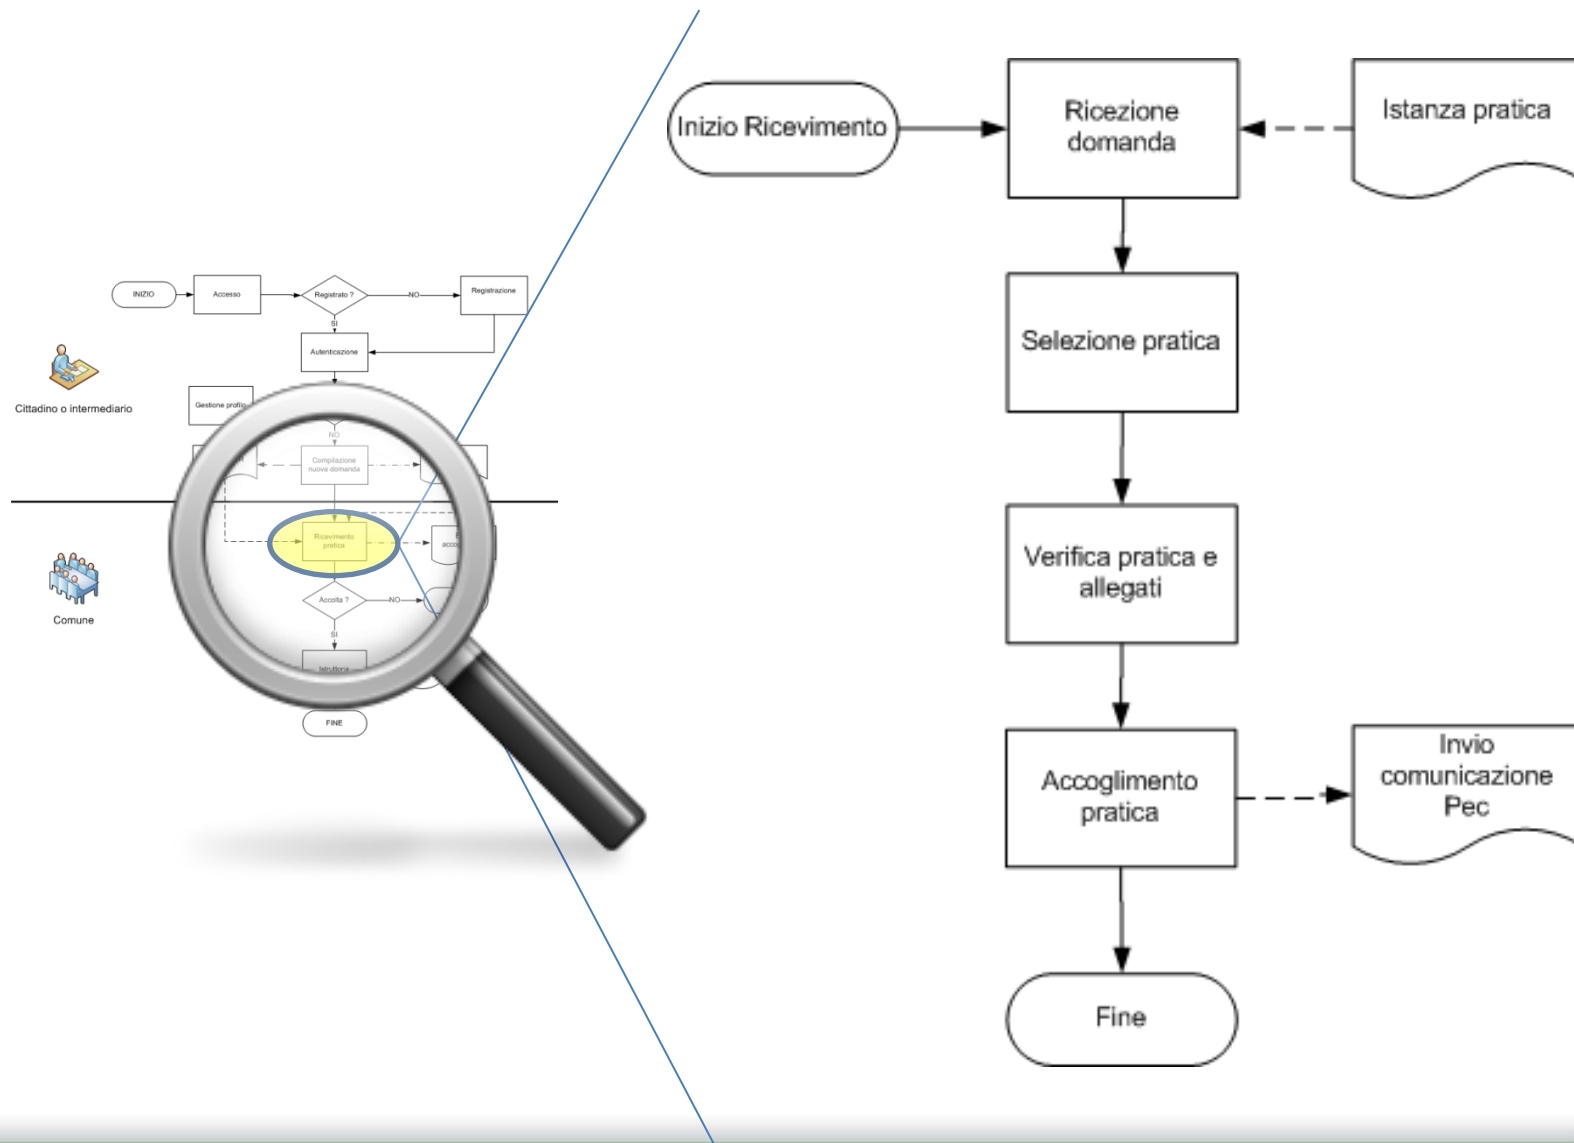 INIZIO
Accesso
Registrato ?
NO
Registrazione
SI
Autenticazione
Cittadino o intermediario
Gestione profilo
NO
Compilazione
nuova domanda
Ricevimento
pratica
Comune
Accolta ?
NO
SI
Istruttoria
FINE
Inizio Ricevimento
Ricezione
domanda
Istanza pratica
Selezione pratica
Verifica pratica e
allegati
Accoglimento
pratica
Invio
comunicazione
Pec
Fine